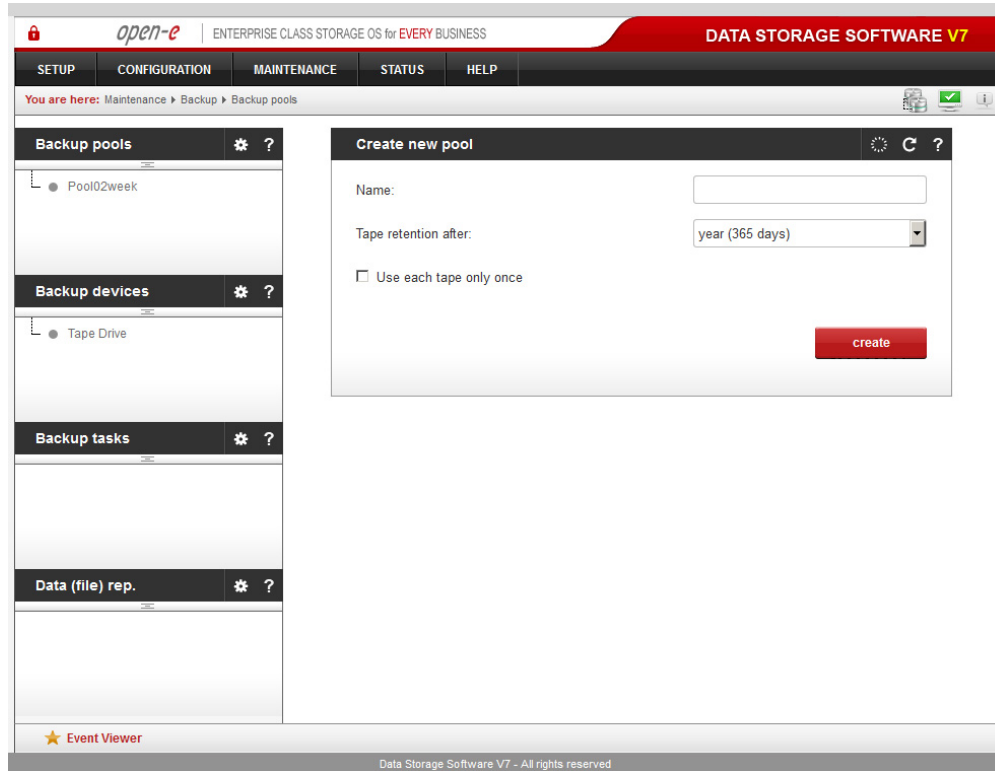 open-e ENTERPRISE CLASS STORAGE OS for EVERY BUSINESS DATA STORAGE SOFTWARE V7
SETUP CONFIGURATION MAINTENANCE STATUS HELP
You are here: Maintenance Backup Backup pools
Backup pools ?
Pool02week
Backup devices ?
Tape Drive
Backup tasks ?
Data (file) rep. ?
Create new pool ?
Name:
Tape retention after: year (365 days)
Use each tape only once
create
Event Viewer
Data Storage Software V7 - All rights reserved